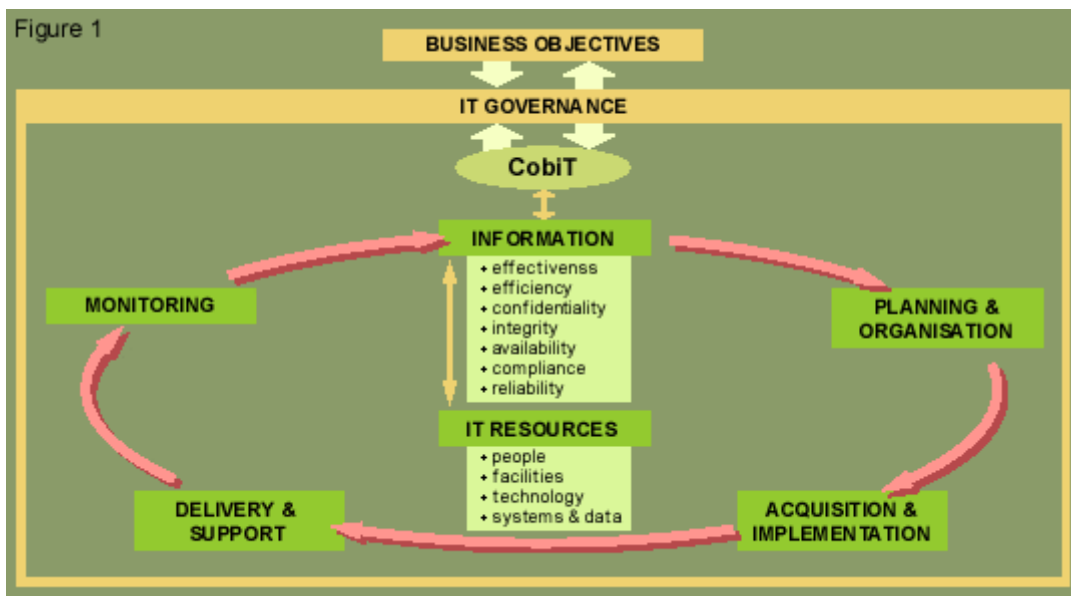 Figure 1
BUSINESS OBJECTIVES
IT GOVERNANCE
CobiT
INFORMATION
+ effectivenss
+ efficiency
+ confidentiality
+ integrity
+ availability
+ compliance
+ reliability
MONITORING
PLANNING &
ORGANISATION
IT RESOURCES
+ people
+ facilities
+ technology
+ systems & data
DELIVERY &
SUPPORT
ACQUISITION &
IMPLEMENTATION